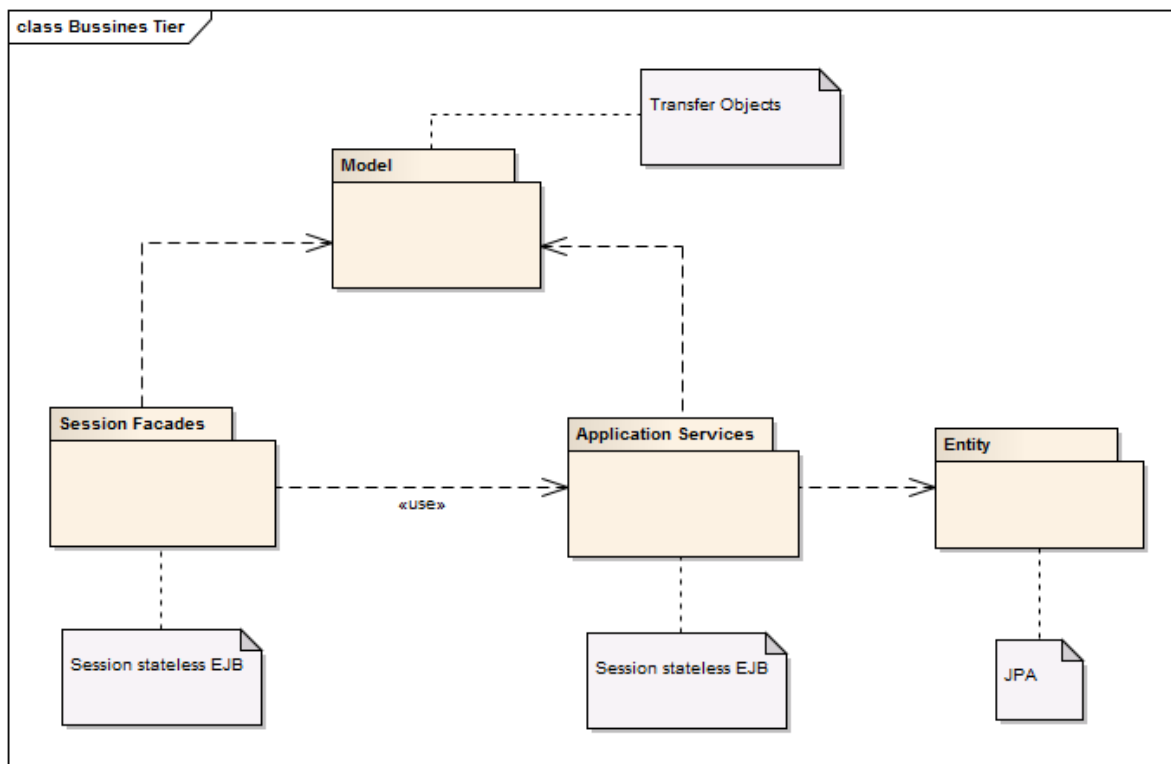 class Bussines Tier
Transfer Objects
Model
Session Facades
Application Services
Entity
«use»
Session stateless EJB
Session stateless EJB
JPA